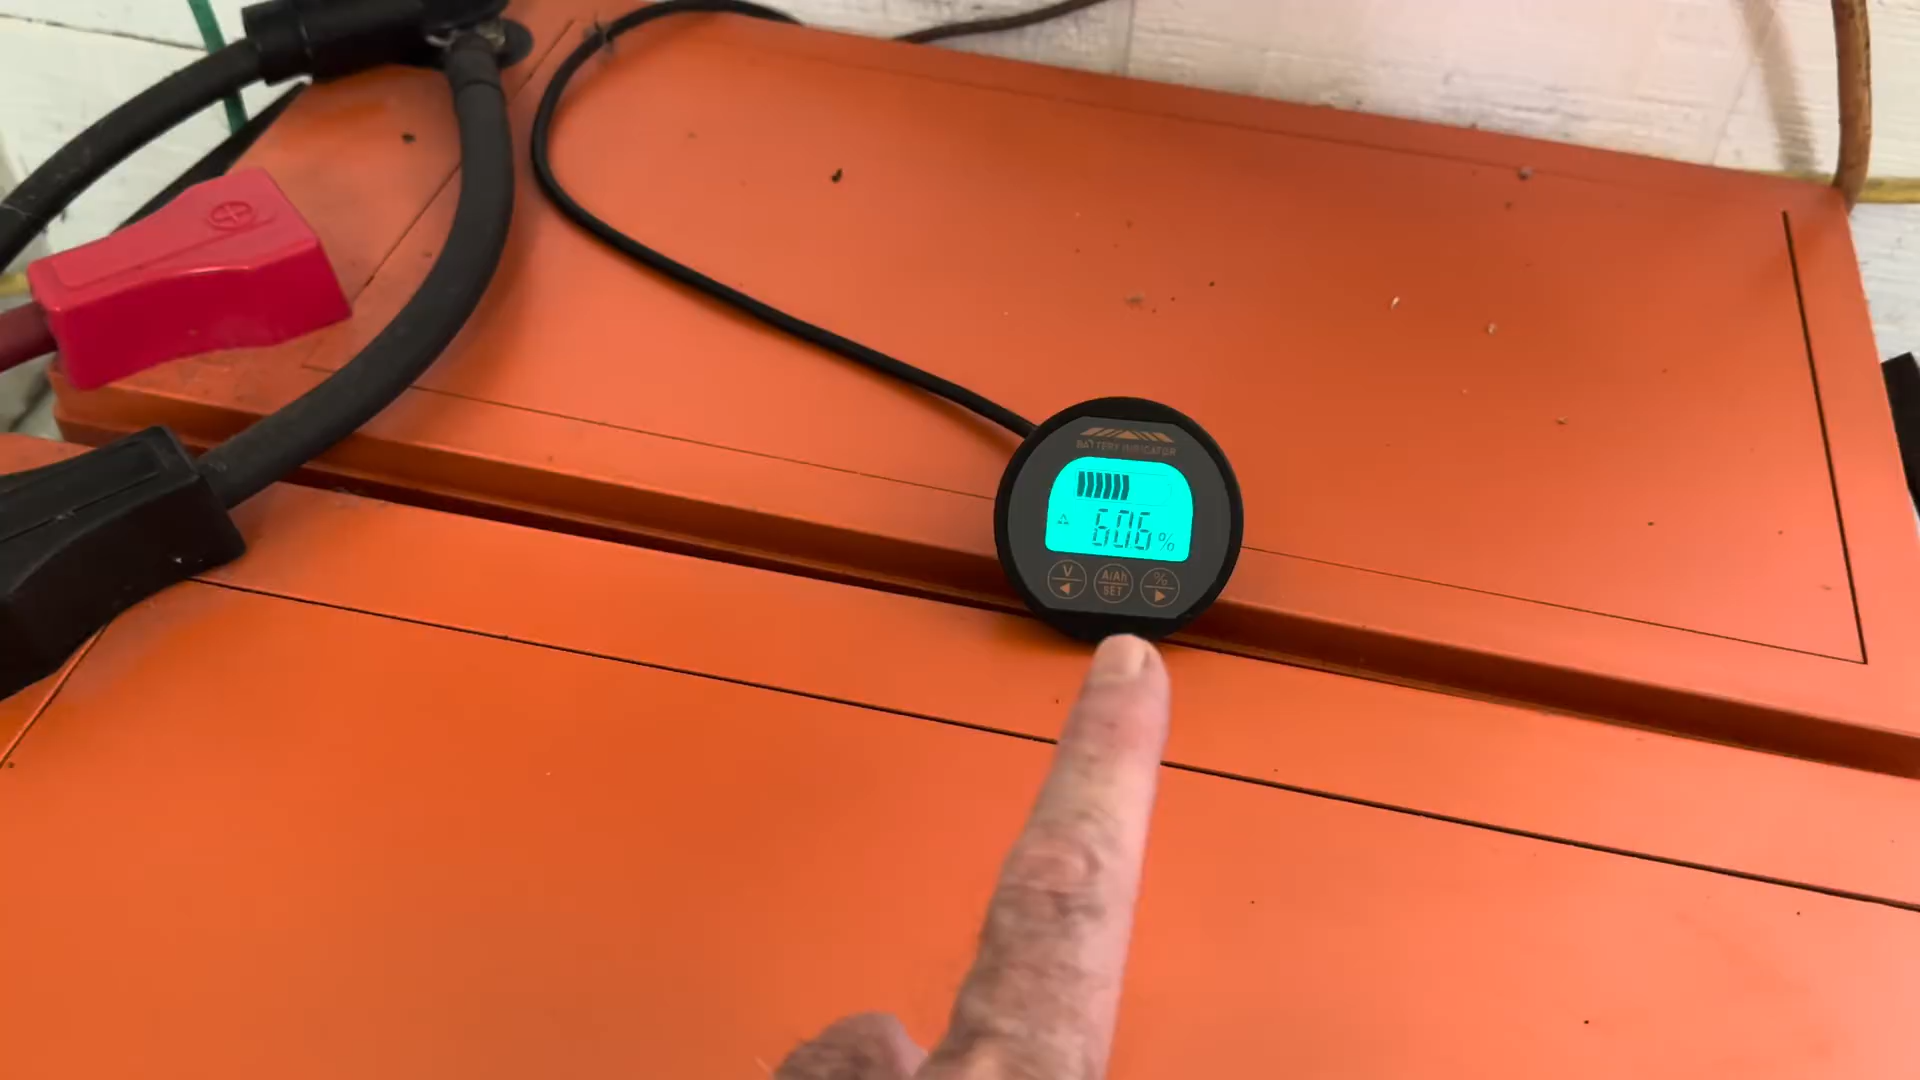 BATTERY INDICATOR
60.6 %
V
A/Ah
SET
%